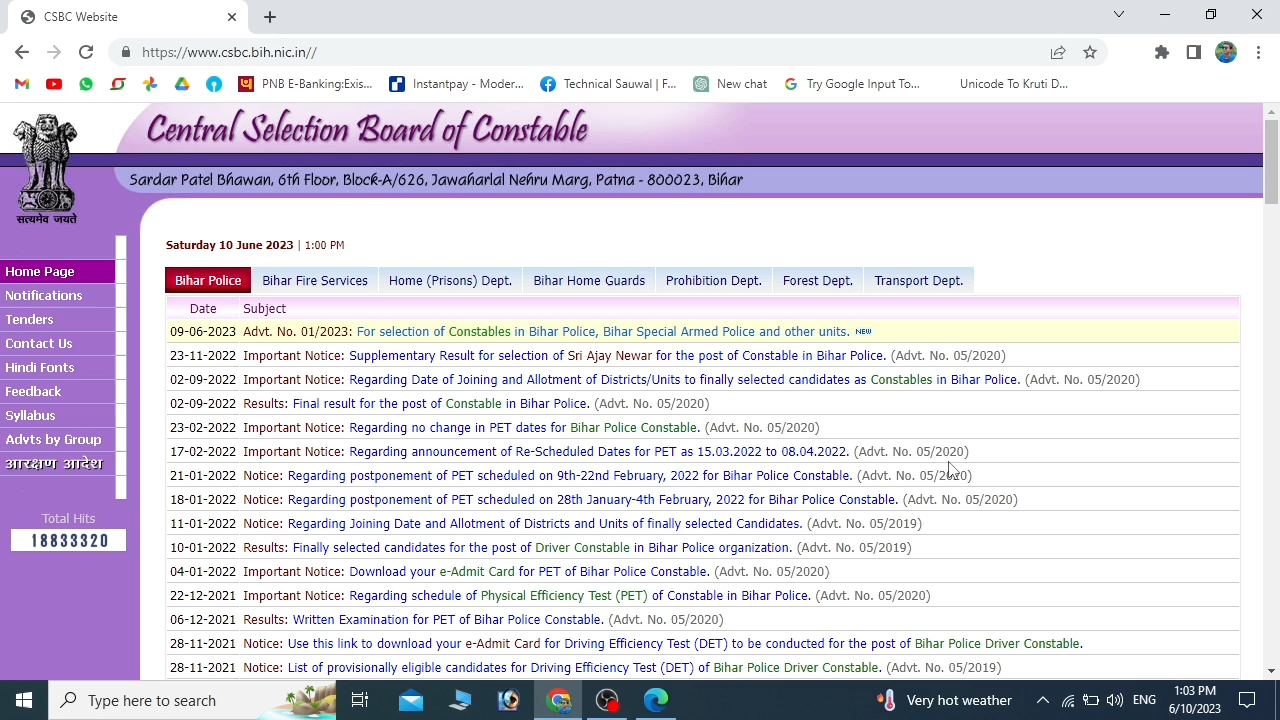 CSBC Website
https://www.csbc.bih.nic.in//
PNB E-Banking:Exis...
Instantpay - Moder...
Technical Sauwal | F...
New chat
Try Google Input To...
Unicode To Kruti D...
Central Selection Board of Constable
Sardar Patel Bhawan, 6th Floor, Block-A/626, Jawaharlal Nehru Marg, Patna - 800023, Bihar
सत्यमेव जयते
Saturday 10 June 2023 | 1:00 PM
Home Page
Notifications
Tenders
Contact Us
Hindi Fonts
Feedback
Syllabus
Advts by Group
आरक्षण आदेश
Total Hits
18833320
Bihar Police Bihar Fire Services Home (Prisons) Dept. Bihar Home Guards Prohibition Dept. Forest Dept. Transport Dept.
Date Subject
09-06-2023 Advt. No. 01/2023: For selection of Constables in Bihar Police, Bihar Special Armed Police and other units. NEW
23-11-2022 Important Notice: Supplementary Result for selection of Sri Ajay Newar for the post of Constable in Bihar Police. (Advt. No. 05/2020)
02-09-2022 Important Notice: Regarding Date of Joining and Allotment of Districts/Units to finally selected candidates as Constables in Bihar Police. (Advt. No. 05/2020)
02-09-2022 Results: Final result for the post of Constable in Bihar Police. (Advt. No. 05/2020)
23-02-2022 Important Notice: Regarding no change in PET dates for Bihar Police Constable. (Advt. No. 05/2020)
17-02-2022 Important Notice: Regarding announcement of Re-Scheduled Dates for PET as 15.03.2022 to 08.04.2022. (Advt. No. 05/2020)
21-01-2022 Notice: Regarding postponement of PET scheduled on 9th-22nd February, 2022 for Bihar Police Constable. (Advt. No. 05/2020)
18-01-2022 Notice: Regarding postponement of PET scheduled on 28th January-4th February, 2022 for Bihar Police Constable. (Advt. No. 05/2020)
11-01-2022 Notice: Regarding Joining Date and Allotment of Districts and Units of finally selected Candidates. (Advt. No. 05/2019)
10-01-2022 Results: Finally selected candidates for the post of Driver Constable in Bihar Police organization. (Advt. No. 05/2019)
04-01-2022 Important Notice: Download your e-Admit Card for PET of Bihar Police Constable. (Advt. No. 05/2020)
22-12-2021 Important Notice: Regarding schedule of Physical Efficiency Test (PET) of Constable in Bihar Police. (Advt. No. 05/2020)
06-12-2021 Results: Written Examination for PET of Bihar Police Constable. (Advt. No. 05/2020)
28-11-2021 Notice: Use this link to download your e-Admit Card for Driving Efficiency Test (DET) to be conducted for the post of Bihar Police Driver Constable.
28-11-2021 Notice: List of provisionally eligible candidates for Driving Efficiency Test (DET) of Bihar Police Driver Constable. (Advt. No. 05/2019)
Type here to search
Very hot weather
ENG
1:03 PM
6/10/2023